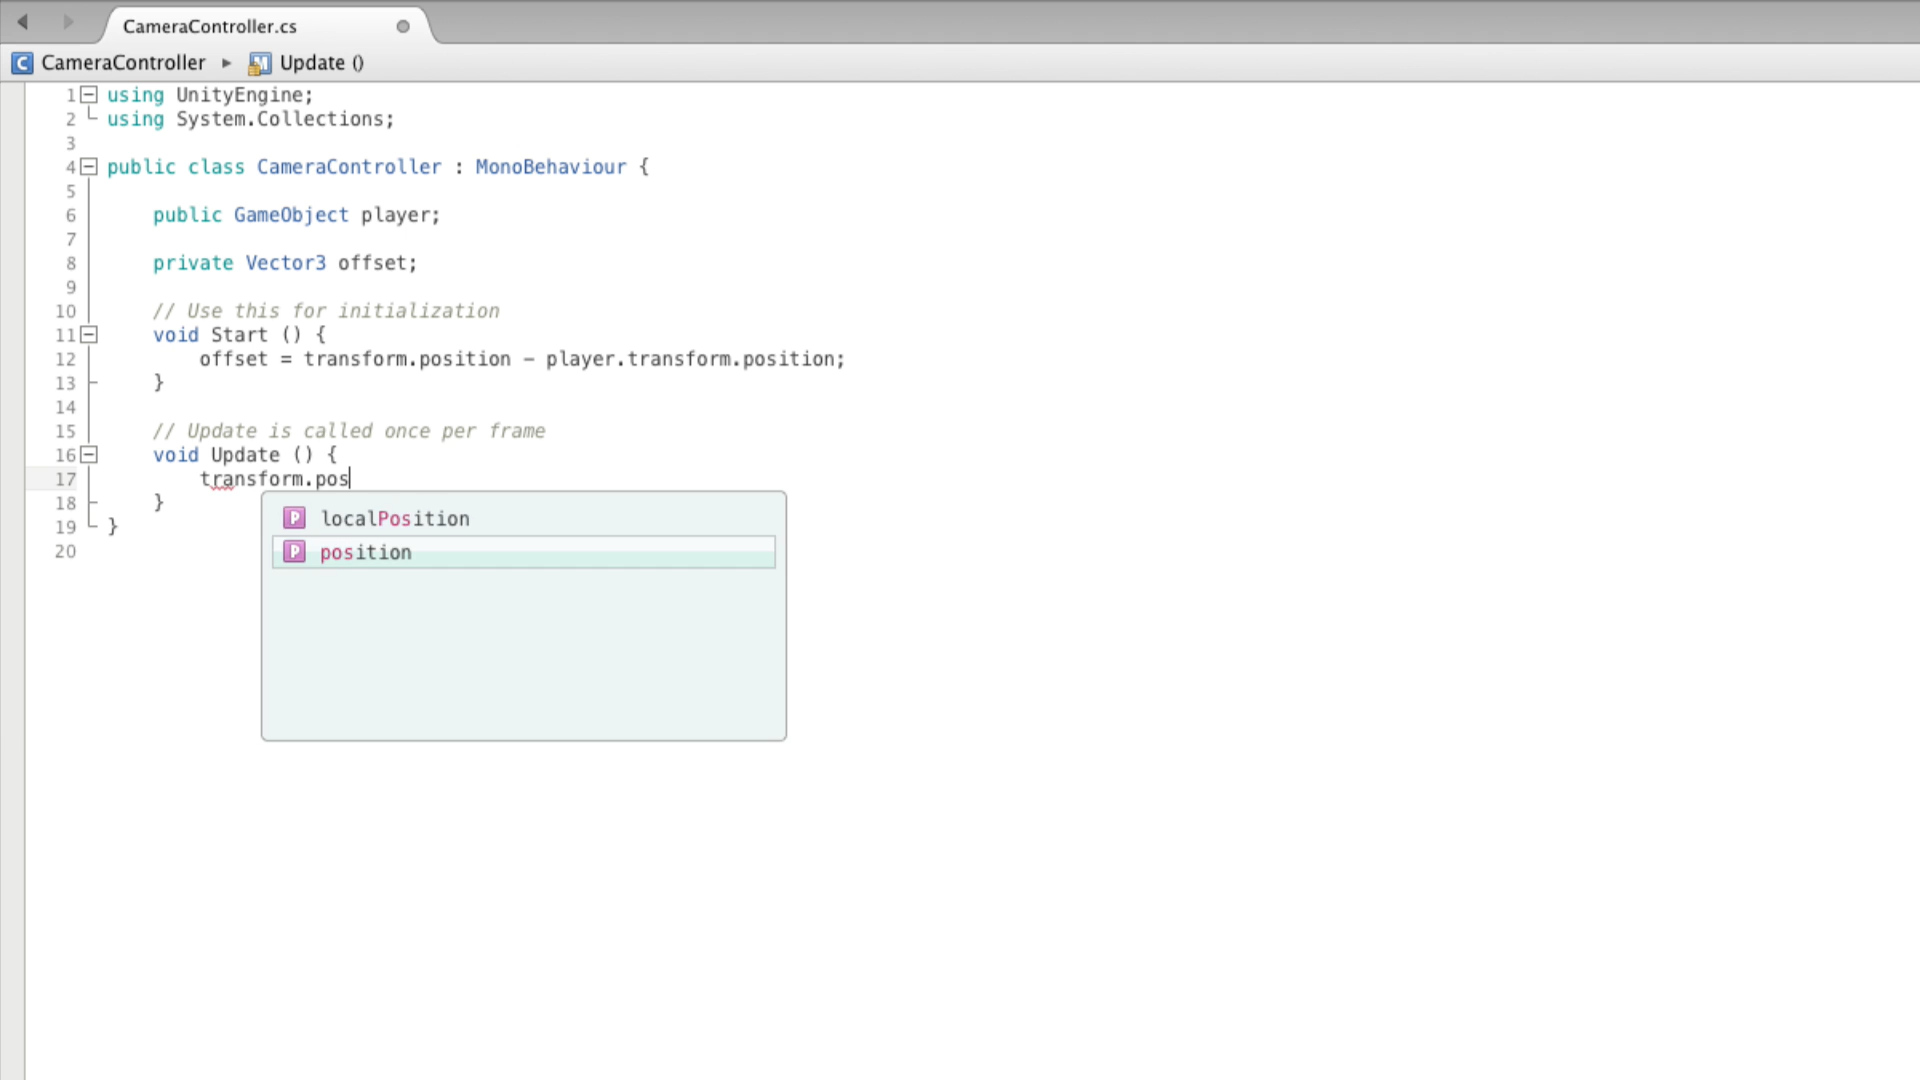 CameraController.cs
CameraController ▸ Update ()
1 using UnityEngine;
2 using System.Collections;
3
4 public class CameraController : MonoBehaviour {
5
6 public GameObject player;
7
8 private Vector3 offset;
9
10 // Use this for initialization
11 void Start () {
12 offset = transform.position - player.transform.position;
13 }
14
15 // Update is called once per frame
16 void Update () {
17 transform.pos
18 }
P localPosition
19 }
P position
20